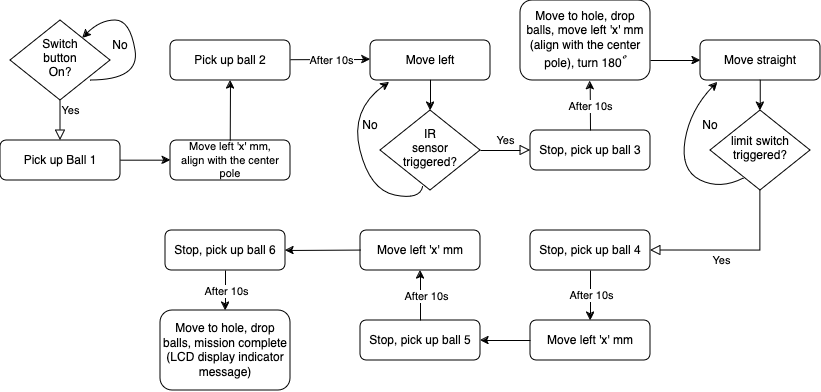 Switch
button
On?
No
Yes
Pick up Ball 1
Move left 'x' mm,
align with the center
pole
Pick up ball 2
After 10s
Move left
No
IR
sensor
triggered?
Yes
Stop, pick up ball 3
After 10s
Move to hole, drop
balls, move left 'x' mm
(align with the center
pole), turn 180°
Move straight
No
limit switch
triggered?
Yes
Stop, pick up ball 4
After 10s
Move left 'x' mm
Stop, pick up ball 5
After 10s
Move left 'x' mm
Stop, pick up ball 6
After 10s
Move to hole, drop
balls, mission complete
(LCD display indicator
message)